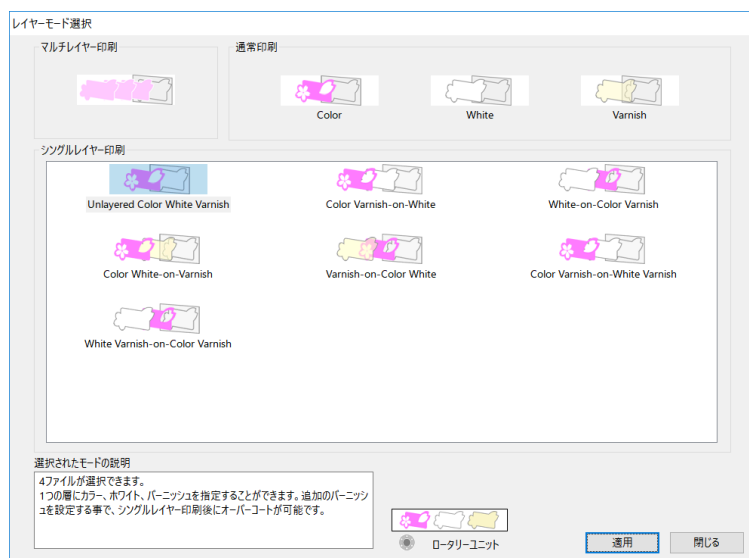 レイヤーモード選択
マルチレイヤー印刷
通常印刷
Color
White
Varnish
シングルレイヤー印刷
Unlayered Color White Varnish
Color Varnish-on-White
White-on-Color Varnish
Color White-on-Varnish
Varnish-on-Color White
Color Varnish-on-White Varnish
White Varnish-on-Color Varnish
選択されたモードの説明
4ファイルが選択できます。
1つの層にカラー、ホワイト、バーニッシュを指定することができます。追加のバーニッシ
ュを設定する事で、シングルレイヤー印刷後にオーバーコートが可能です。
ロータリーユニット
適用
閉じる